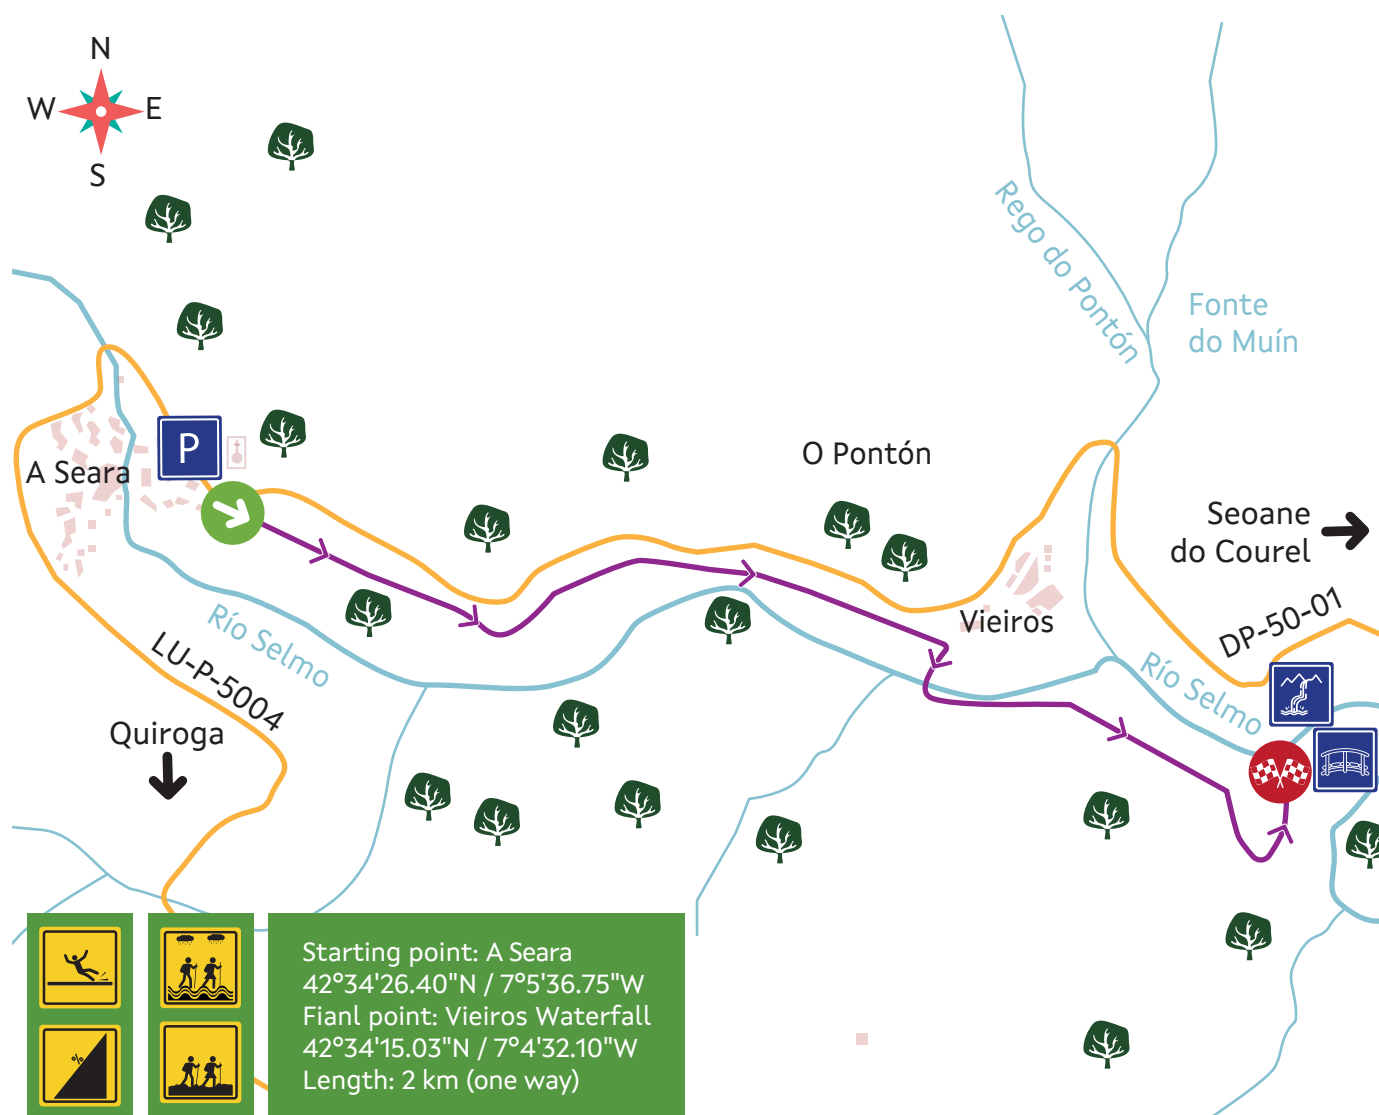 N
W
E
S
Rego do Pontón
Fonte
do Muín
P
A Seara
O Pontón
Seoane
do Courel
Vieiros
DP-50-01
Río Selmo
LU-P-5004
Río Selmo
Quiroga
%
Starting point: A Seara
42°34'26.40"N / 7°5'36.75"W
Fianl point: Vieiros Waterfall
42°34'15.03"N / 7°4'32.10"W
Length: 2 km (one way)